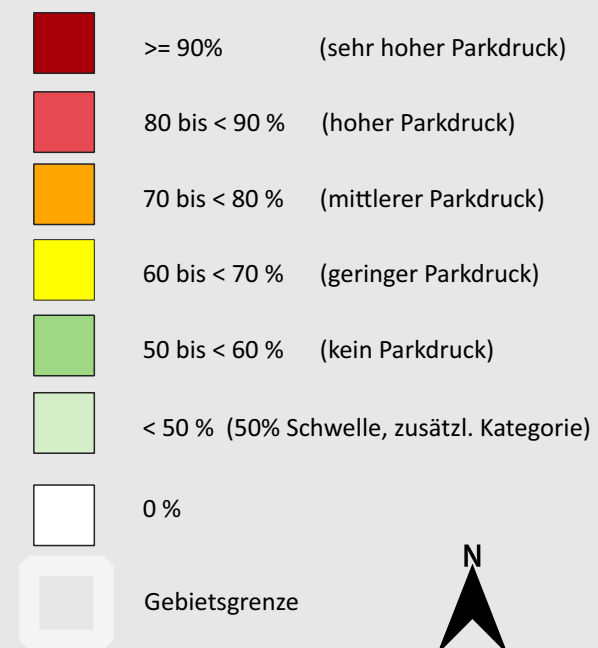 >= 90% (sehr hoher Parkdruck)
80 bis < 90 % (hoher Parkdruck)
70 bis < 80 % (mittlerer Parkdruck)
60 bis < 70 % (geringer Parkdruck)
50 bis < 60 % (kein Parkdruck)
< 50 % (50% Schwelle, zusätzl. Kategorie)
0 %
N
Gebietsgrenze